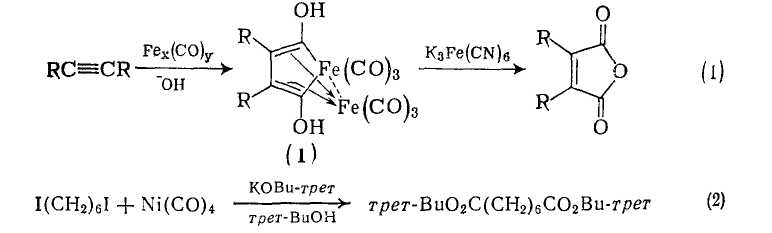 OH
RC≡CR Feₓ(CO)ᵧ ⁻OH R R Fe(CO)₃ Fe(CO)₃ OH K₃Fe(CN)₆ R R O O O (1)
(1)
I(CH₂)₆I + Ni(CO)₄ KOBu-трет трет-BuOH трет-BuO₂C(CH₂)₆CO₂Bu-трет (2)